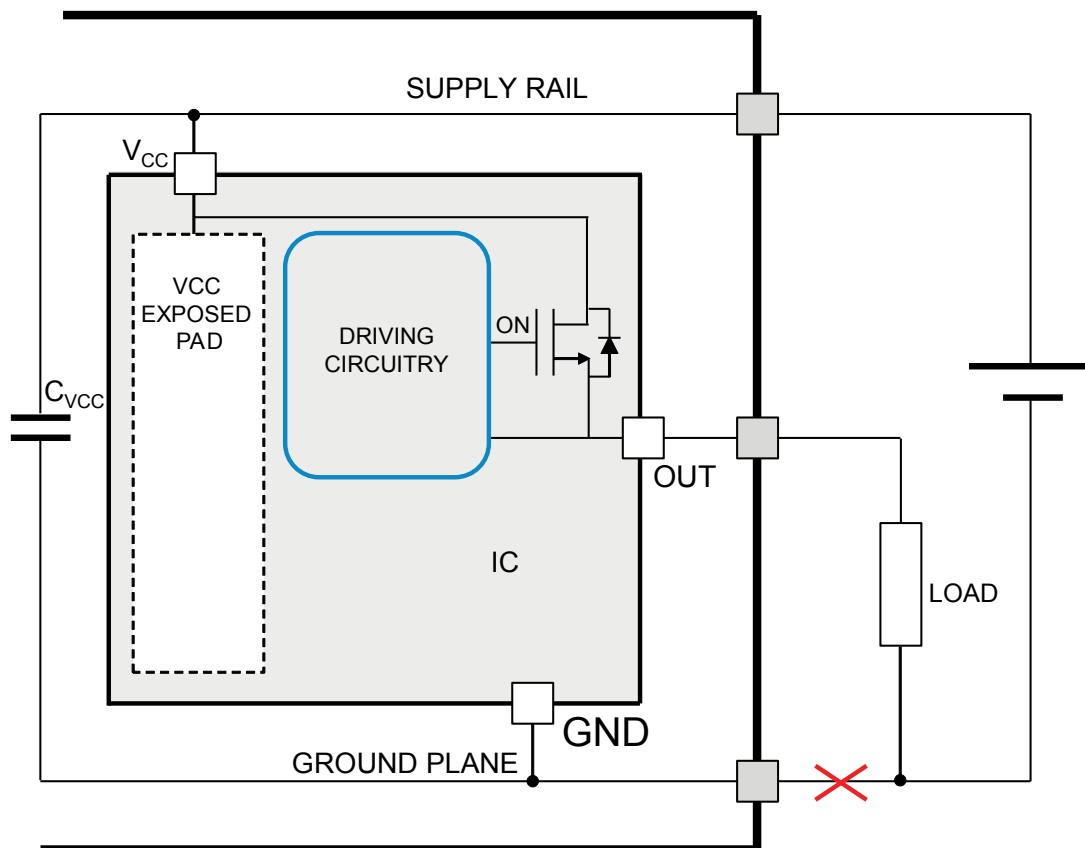 SUPPLY RAIL
VCC
VCC
EXPOSED
PAD
DRIVING
CIRCUITRY
ON
CVCC
OUT
IC
LOAD
GND
GROUND PLANE